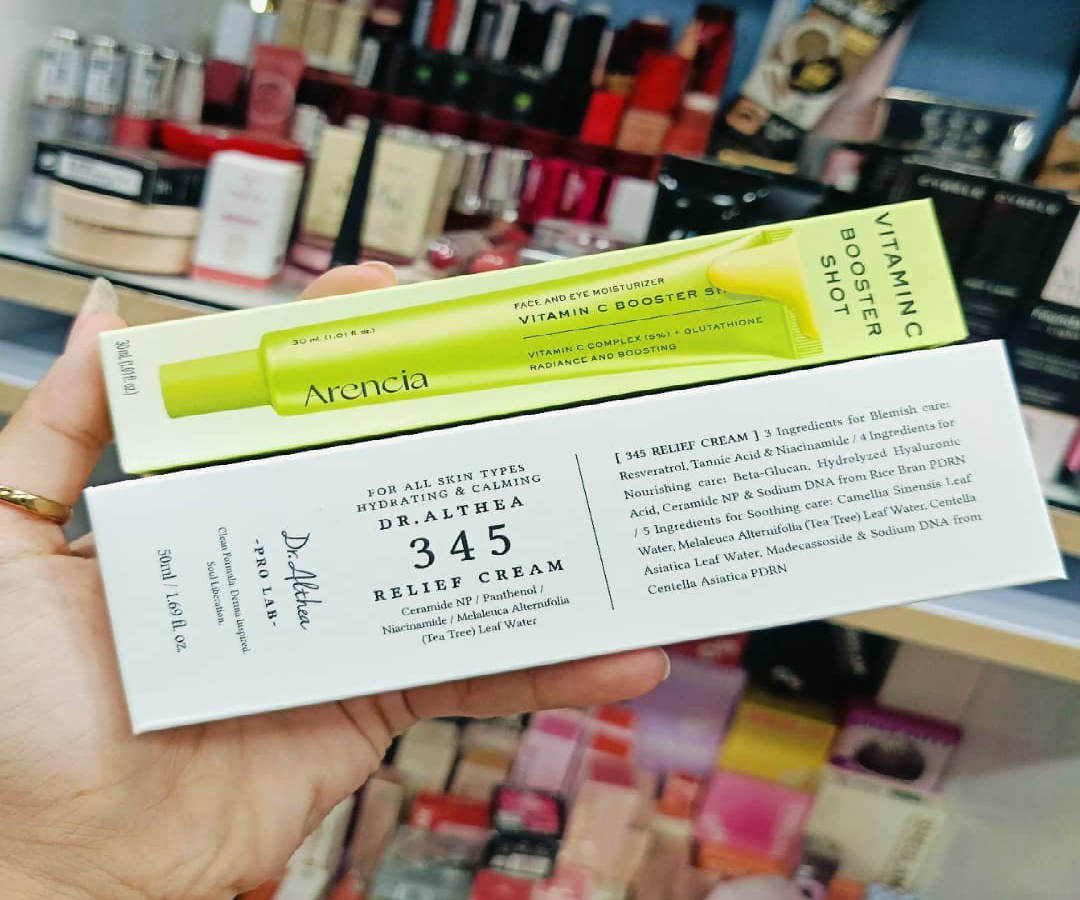 30 ml (1.01 fl.oz.)
30 ml (1.01 fl.oz.)
Arencia
FACE AND EYE MOISTURIZER
VITAMIN C BOOSTER
VITAMIN C COMPLEX (5%) + GLUTATHIONE
RADIANCE AND BOOSTING
VITAMIN C
BOOSTER
SHOT
50ml / 1.69 fl. oz.
Clean Formula. Derma inspired.
Soul Liberation.
-PRO LAB-
Dr.Althea
FOR ALL SKIN TYPES
HYDRATING & CALMING
DR.ALTHEA
345
RELIEF CREAM
Ceramide NP / Panthenol /
Niacinamide / Melaleuca Alternifolia
(Tea Tree) Leaf Water
[ 345 RELIEF CREAM ] 3 Ingredients for Blemish care:
Resveratrol, Tannic Acid & Niacinamide / 4 Ingredients for
Nourishing care: Beta-Glucan, Hydrolyzed Hyaluronic
Acid, Ceramide NP & Sodium DNA from Rice Bran PDRN
/ 5 Ingredients for Soothing care: Camellia Sinensis Leaf
Water, Melaleuca Alternifolia (Tea Tree) Leaf Water, Centella
Asiatica Leaf Water, Madecassoside & Sodium DNA from
Centella Asiatica PDRN